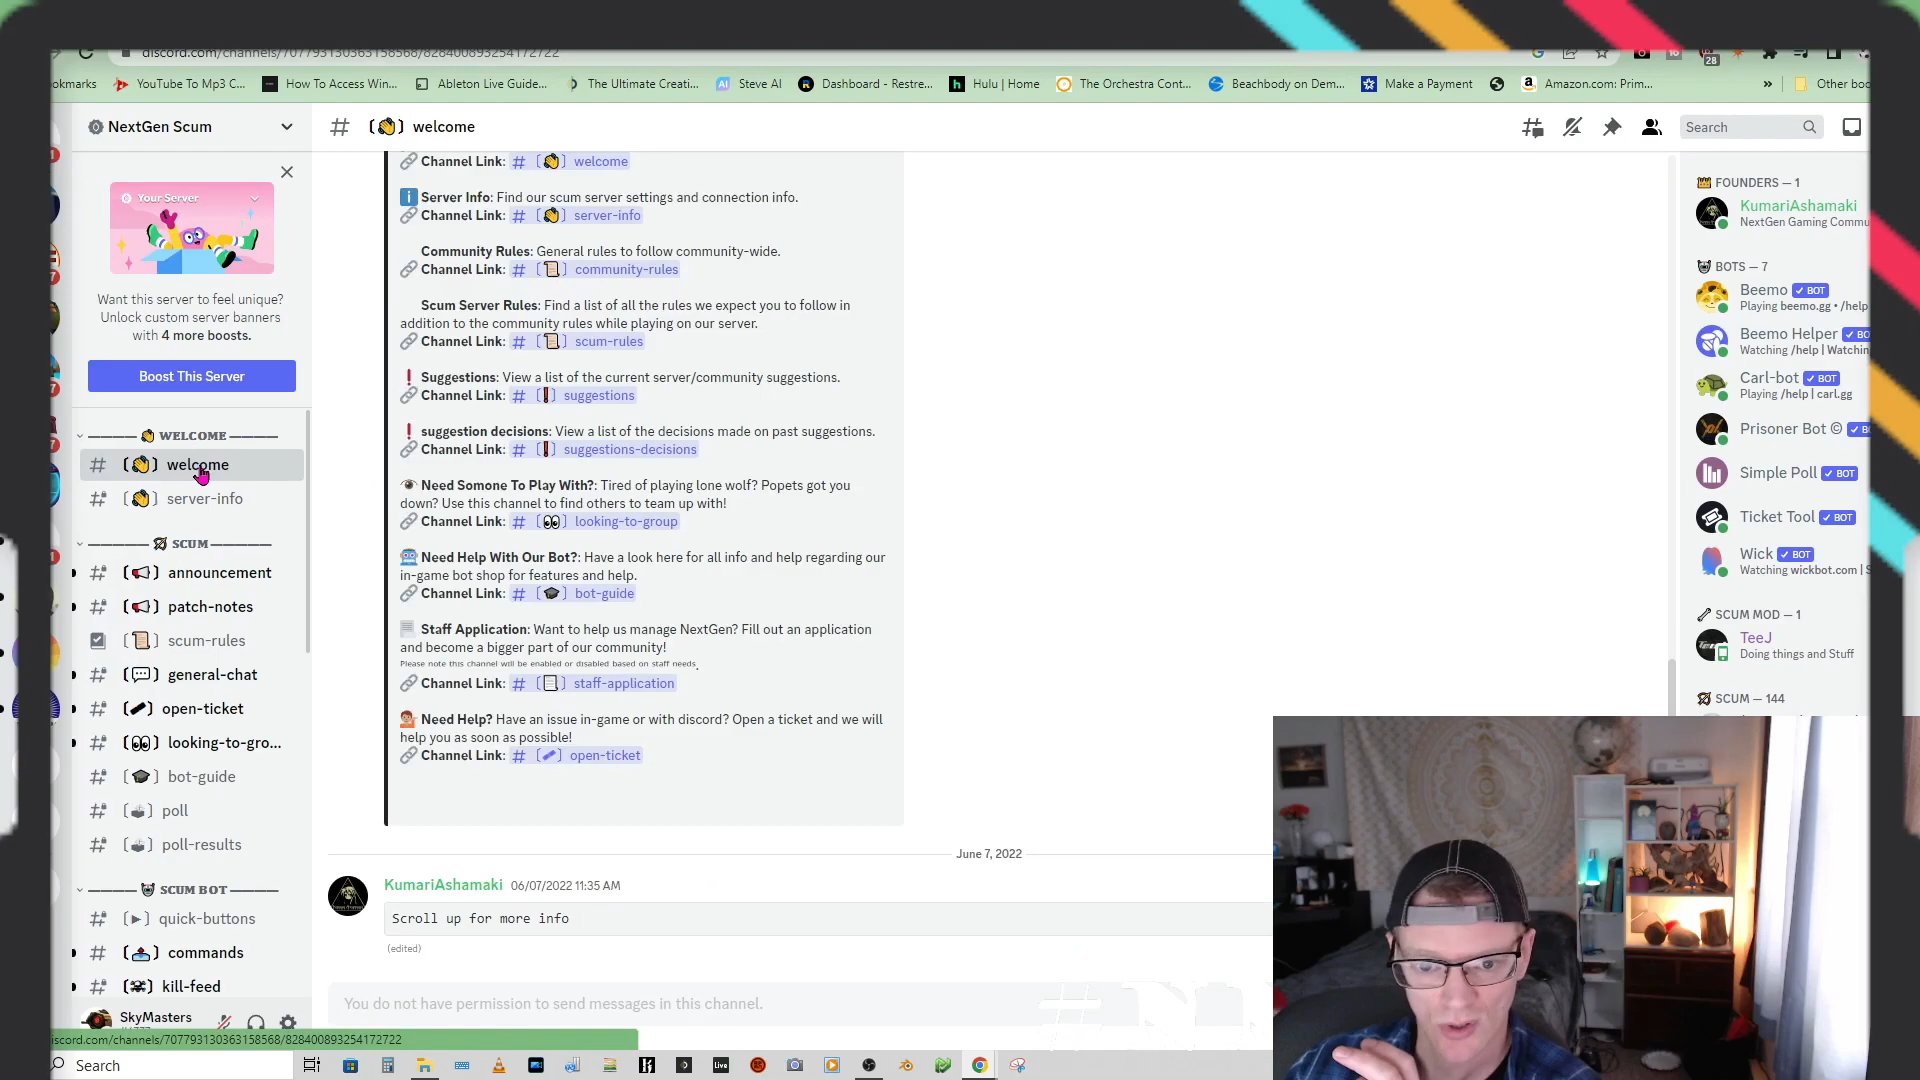 discord.com/channels/707793130363158568/828400893254172722
28
okmarks
YouTube To Mp3 C...
How To Access Win...
Ableton Live Guide...
The Ultimate Creati...
Steve AI
Dashboard - Restre...
Hulu | Home
The Orchestra Cont...
Beachbody on Dem...
Make a Payment
Amazon.com: Prim...
»
Other boo
NextGen Scum
# [👋] welcome
Search
Your Server
Want this server to feel unique?
Unlock custom server banners
with 4 more boosts.
Boost This Server
———— 👋 WELCOME ————
[👋] welcome
[👋] server-info
————— SCUM —————
[📢] announcement
[📢] patch-notes
[📜] scum-rules
[💬] general-chat
open-ticket
[👀] looking-to-gro...
[🎓] bot-guide
[🗳] poll
[🗳] poll-results
———— SCUM BOT ————
[▶] quick-buttons
[📤] commands
[☠] kill-feed
SkyMasters
🔗 Channel Link: # [👋] welcome
ℹ Server Info: Find our scum server settings and connection info.
🔗 Channel Link: # [👋] server-info
Community Rules: General rules to follow community-wide.
🔗 Channel Link: # [📜] community-rules
Scum Server Rules: Find a list of all the rules we expect you to follow in
addition to the community rules while playing on our server.
🔗 Channel Link: # [📜] scum-rules
❗ Suggestions: View a list of the current server/community suggestions.
🔗 Channel Link: # [❗] suggestions
❗ suggestion decisions: View a list of the decisions made on past suggestions.
🔗 Channel Link: # [❗] suggestions-decisions
👁 Need Somone To Play With?: Tired of playing lone wolf? Popets got you
down? Use this channel to find others to team up with!
🔗 Channel Link: # [👀] looking-to-group
🤖 Need Help With Our Bot?: Have a look here for all info and help regarding our
in-game bot shop for features and help.
🔗 Channel Link: # [🎓] bot-guide
Staff Application: Want to help us manage NextGen? Fill out an application
and become a bigger part of our community!
Please note this channel will be enabled or disabled based on staff needs.
🔗 Channel Link: # [📃] staff-application
Need Help? Have an issue in-game or with discord? Open a ticket and we will
help you as soon as possible!
🔗 Channel Link: # open-ticket
June 7, 2022
KumariAshamaki 06/07/2022 11:35 AM
Scroll up for more info
(edited)
You do not have permission to send messages in this channel.
FOUNDERS — 1
KumariAshamaki
NextGen Gaming Commu
BOTS — 7
Beemo ✓ BOT
Playing beemo.gg • /help
Beemo Helper ✓ BO
Watching /help | Watchin
Carl-bot ✓ BOT
Playing /help | carl.gg
Prisoner Bot © ✓ B
Simple Poll ✓ BOT
Ticket Tool ✓ BOT
Wick ✓ BOT
Watching wickbot.com | S
SCUM MOD — 1
TeeJ
Doing things and Stuff
SCUM — 144
iscord.com/channels/707793130363158568/828400893254172722
Search
Live